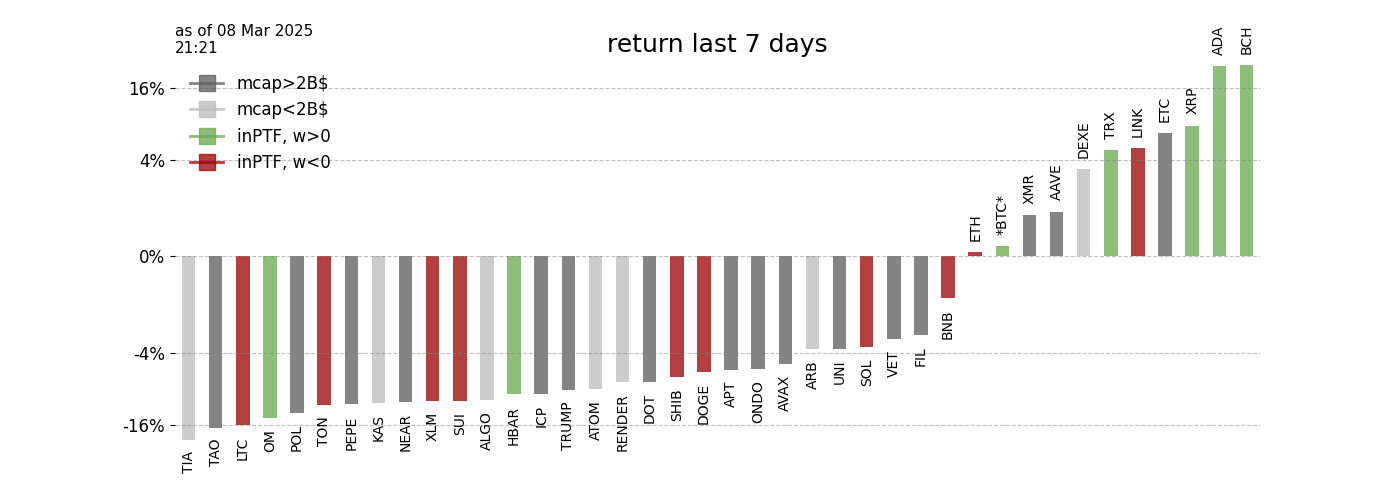 as of 08 Mar 2025
21:21
return last 7 days
mcap>2B$
mcap<2B$
inPTF, w>0
inPTF, w<0
16%
4%
0%
-4%
-16%
TIA
TAO
LTC
OM
POL
TON
PEPE
KAS
NEAR
XLM
SUI
ALGO
HBAR
ICP
TRUMP
ATOM
RENDER
DOT
SHIB
DOGE
APT
ONDO
AVAX
ARB
UNI
SOL
VET
FIL
BNB
ETH
*BTC*
XMR
AAVE
DEXE
TRX
LINK
ETC
XRP
ADA
BCH